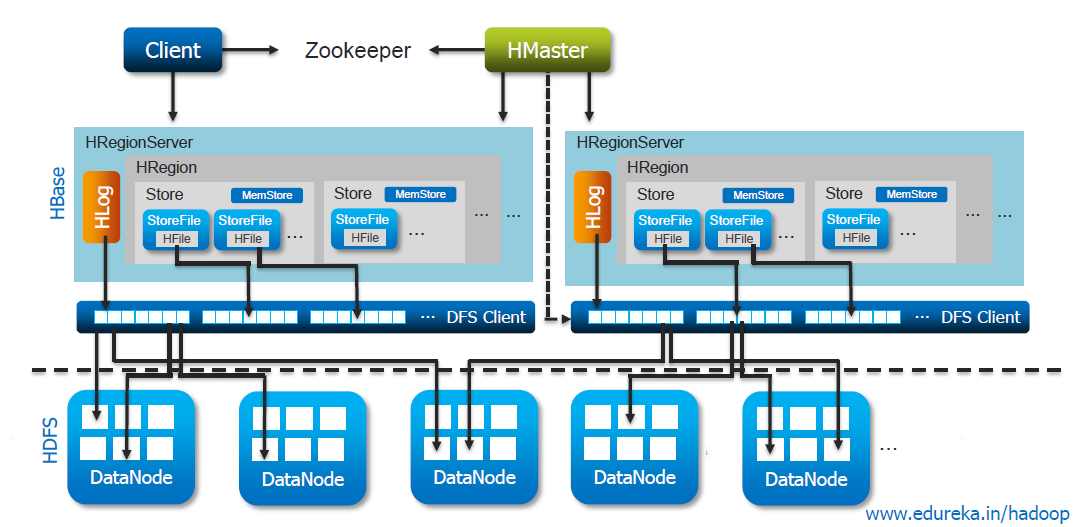 Client
Zookeeper
HMaster
HBase
HRegionServer
HLog
HRegion
Store
MemStore
StoreFile
HFile
StoreFile
HFile
...
Store
MemStore
StoreFile
HFile
...
... ...
HRegionServer
HLog
HRegion
Store
MemStore
StoreFile
HFile
StoreFile
HFile
...
Store
MemStore
StoreFile
HFile
...
... ...
... DFS Client
... DFS Client
HDFS
DataNode
DataNode
DataNode
DataNode
DataNode
...
www.edureka.in/hadoop